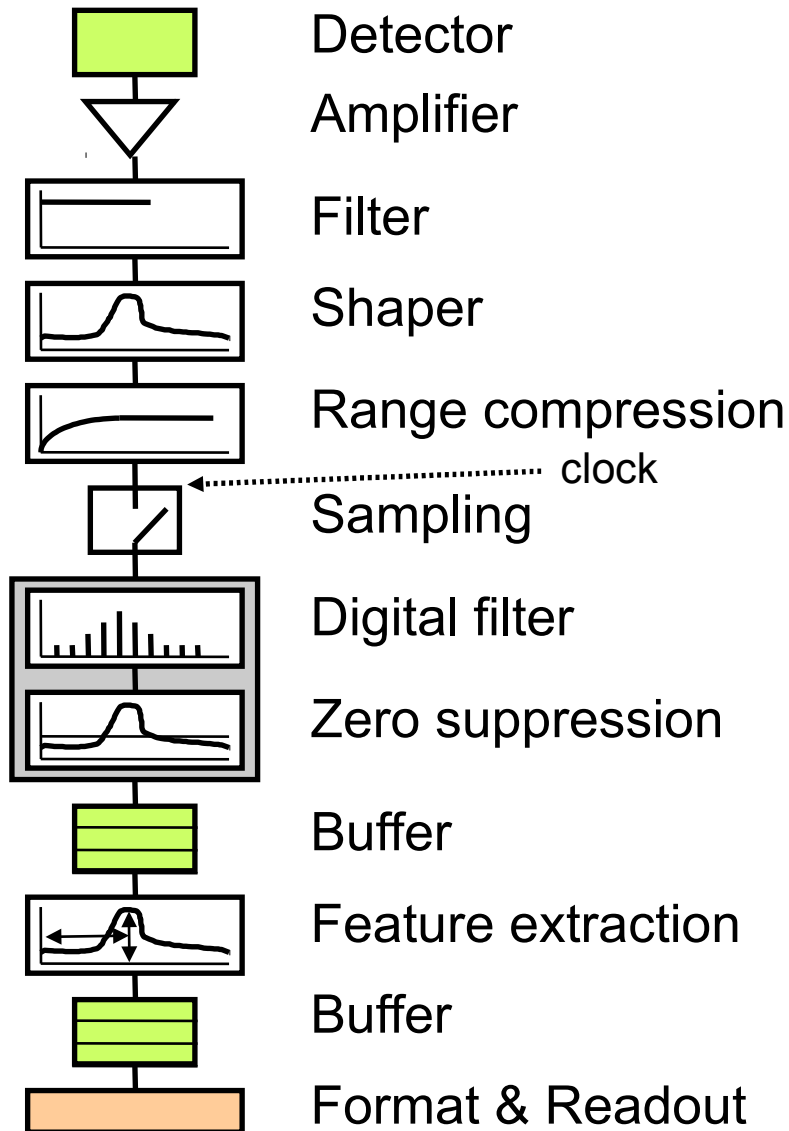 Detector
Amplifier
Filter
Shaper
Range compression
clock
Sampling
Digital filter
Zero suppression
Buffer
Feature extraction
Buffer
Format & Readout